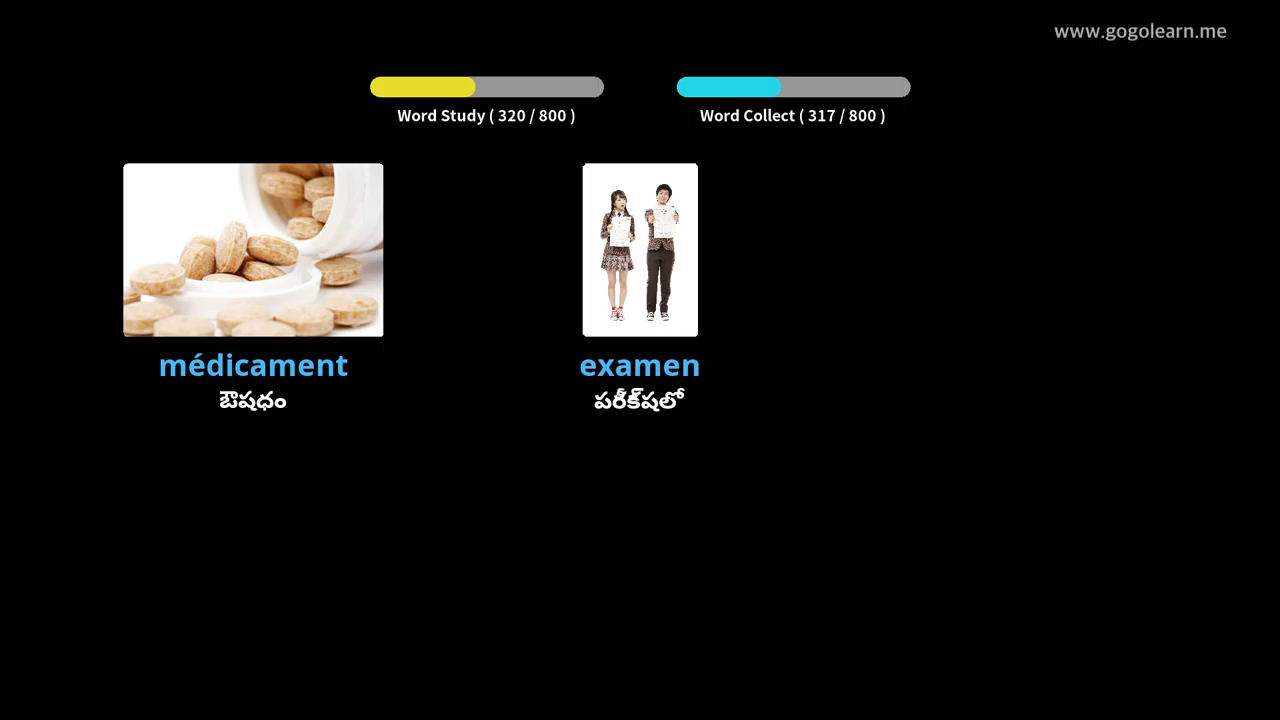 www.gogolearn.me
Word Study ( 320 / 800 )
Word Collect ( 317 / 800 )
médicament
ఔషధం
examen
పరీక్షలో